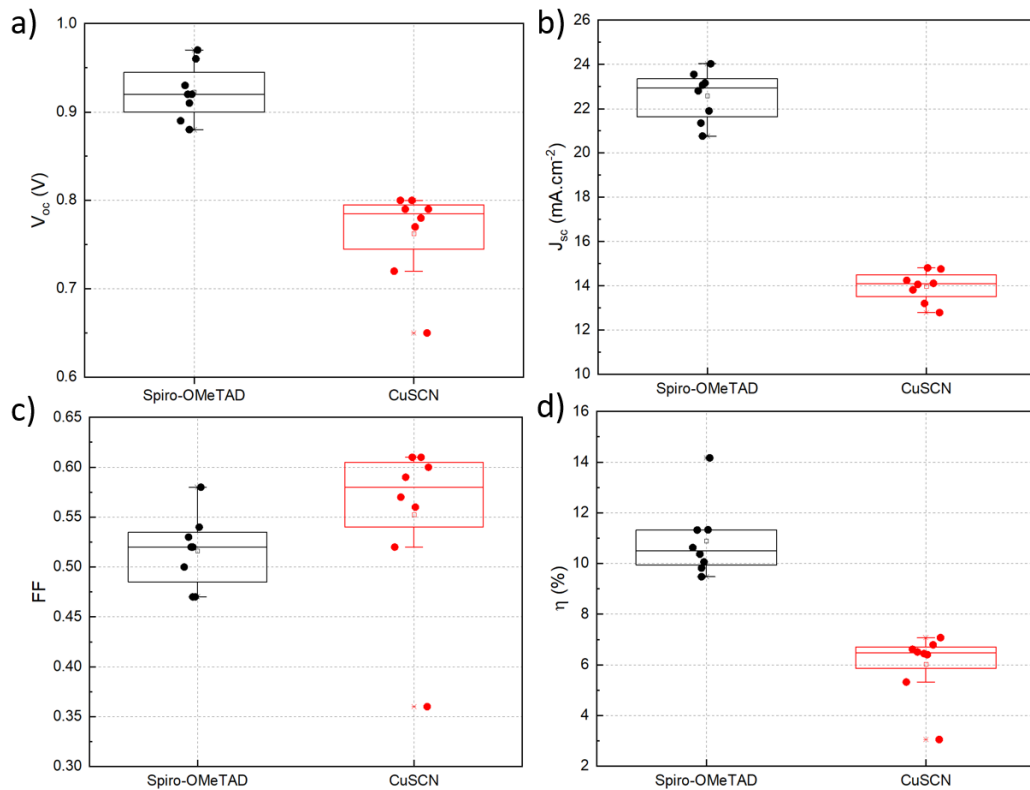 a)
1.0
0.9
0.8
0.7
0.6
Voc (V)
Spiro-OMeTAD
CuSCN
b)
26
24
22
20
18
16
14
12
10
Jsc (mA.cm-2)
Spiro-OMeTAD
CuSCN
c)
0.65
0.60
0.55
0.50
0.45
0.40
0.35
0.30
FF
Spiro-OMeTAD
CuSCN
d)
16
14
12
10
8
6
4
2
η (%)
Spiro-OMeTAD
CuSCN